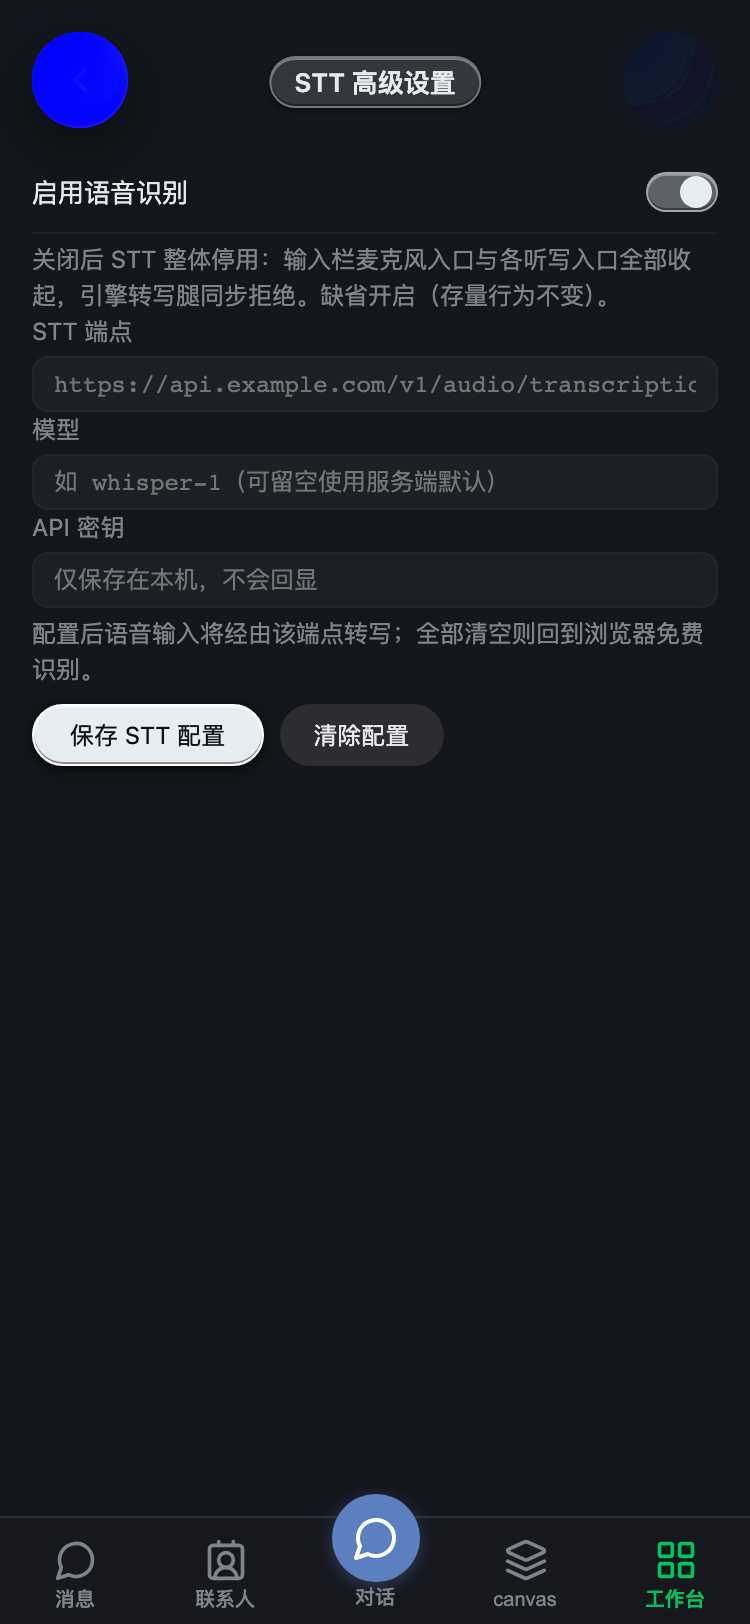 STT 高级设置
启用语音识别
关闭后 STT 整体停用：输入栏麦克风入口与各听写入口全部收
起，引擎转写腿同步拒绝。缺省开启（存量行为不变）。
STT 端点
https://api.example.com/v1/audio/transcriptic
模型
如 whisper-1（可留空使用服务端默认）
API 密钥
仅保存在本机，不会回显
配置后语音输入将经由该端点转写；全部清空则回到浏览器免费
识别。
保存 STT 配置
清除配置
消息
联系人
对话
canvas
工作台